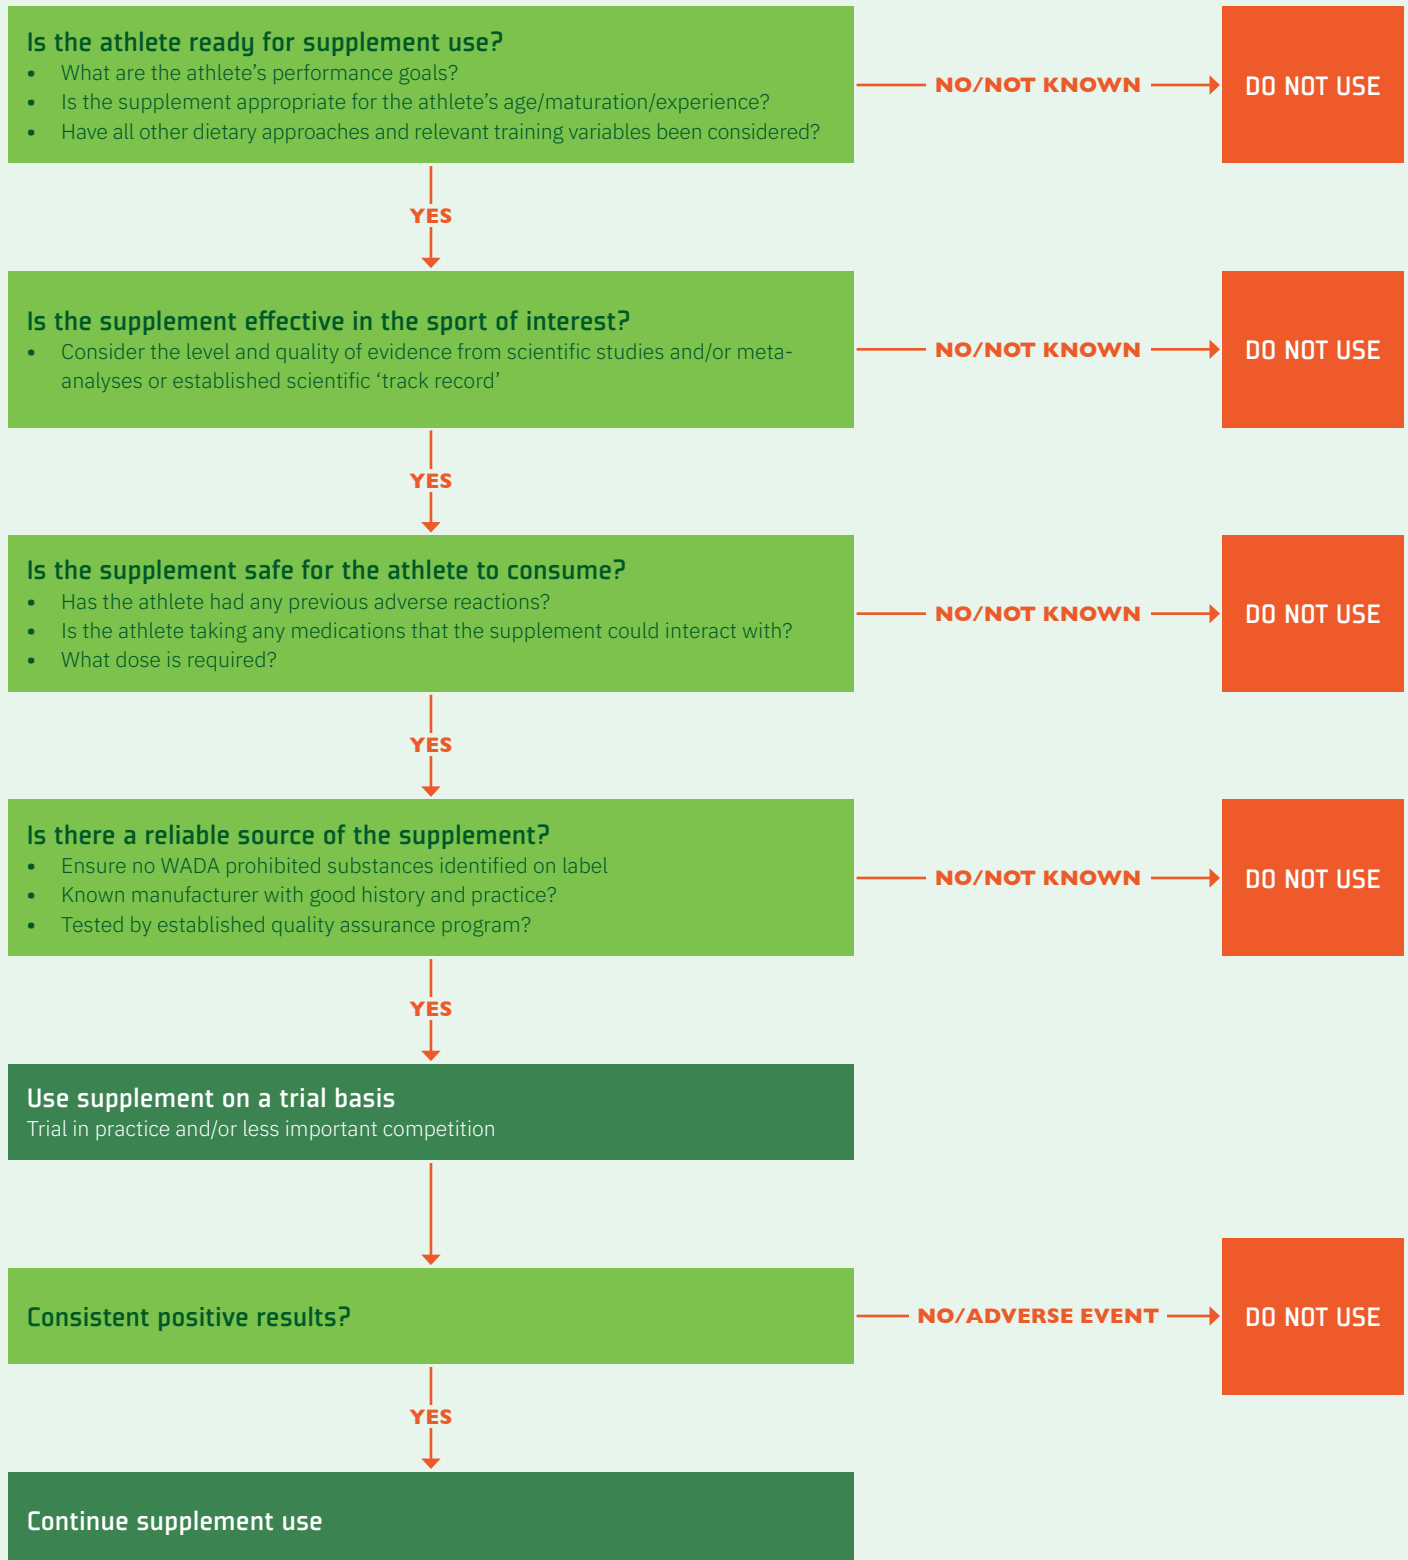 Is the athlete ready for supplement use?
• What are the athlete’s performance goals?
• Is the supplement appropriate for the athlete’s age/maturation/experience?
• Have all other dietary approaches and relevant training variables been considered?
NO/NOT KNOWN
DO NOT USE
YES
Is the supplement effective in the sport of interest?
• Consider the level and quality of evidence from scientific studies and/or meta-
analyses or established scientific ‘track record’
NO/NOT KNOWN
DO NOT USE
YES
Is the supplement safe for the athlete to consume?
• Has the athlete had any previous adverse reactions?
• Is the athlete taking any medications that the supplement could interact with?
• What dose is required?
NO/NOT KNOWN
DO NOT USE
YES
Is there a reliable source of the supplement?
• Ensure no WADA prohibited substances identified on label
• Known manufacturer with good history and practice?
• Tested by established quality assurance program?
NO/NOT KNOWN
DO NOT USE
YES
Use supplement on a trial basis
Trial in practice and/or less important competition
Consistent positive results?
NO/ADVERSE EVENT
DO NOT USE
YES
Continue supplement use